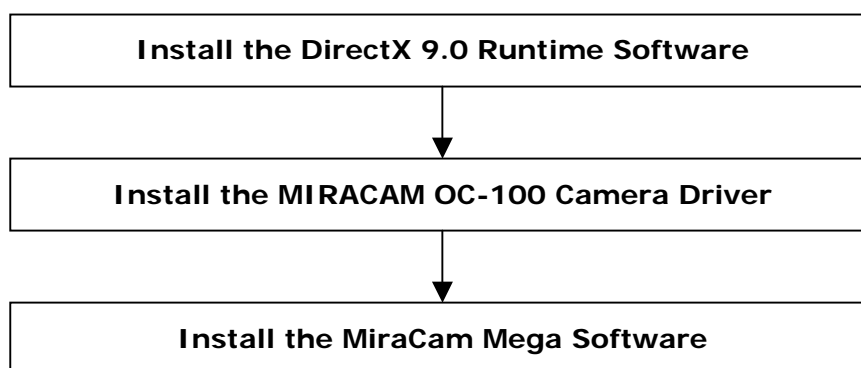 Install the DirectX 9.0 Runtime Software
Install the MIRACAM OC-100 Camera Driver
Install the MiraCam Mega Software